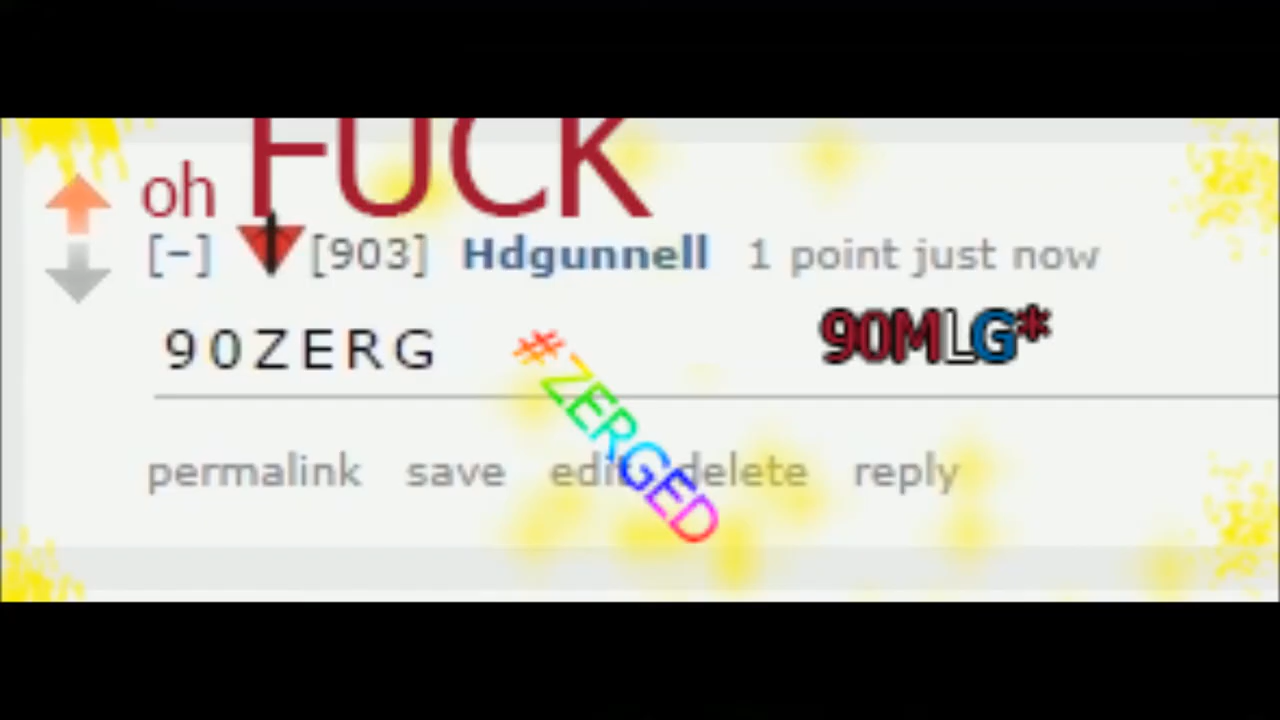 oh FUCK
[−] [903] Hdgunnell 1 point just now
90ZERG
90MLG*
#ZERGED
permalink save edit delete reply